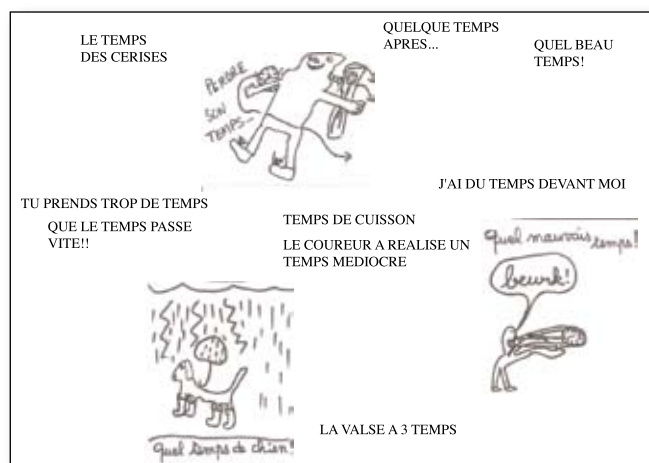 LE TEMPS
DES CERISES
QUELQUE TEMPS
APRES...
QUEL BEAU
TEMPS!
PERDRE
SON
TEMPS...
J'AI DU TEMPS DEVANT MOI
TU PRENDS TROP DE TEMPS
QUE LE TEMPS PASSE
VITE!!
TEMPS DE CUISSON
LE COUREUR A REALISE UN
TEMPS MEDIOCRE
quel mauvais temps!
beurk!
quel temps de chien!
LA VALSE A 3 TEMPS